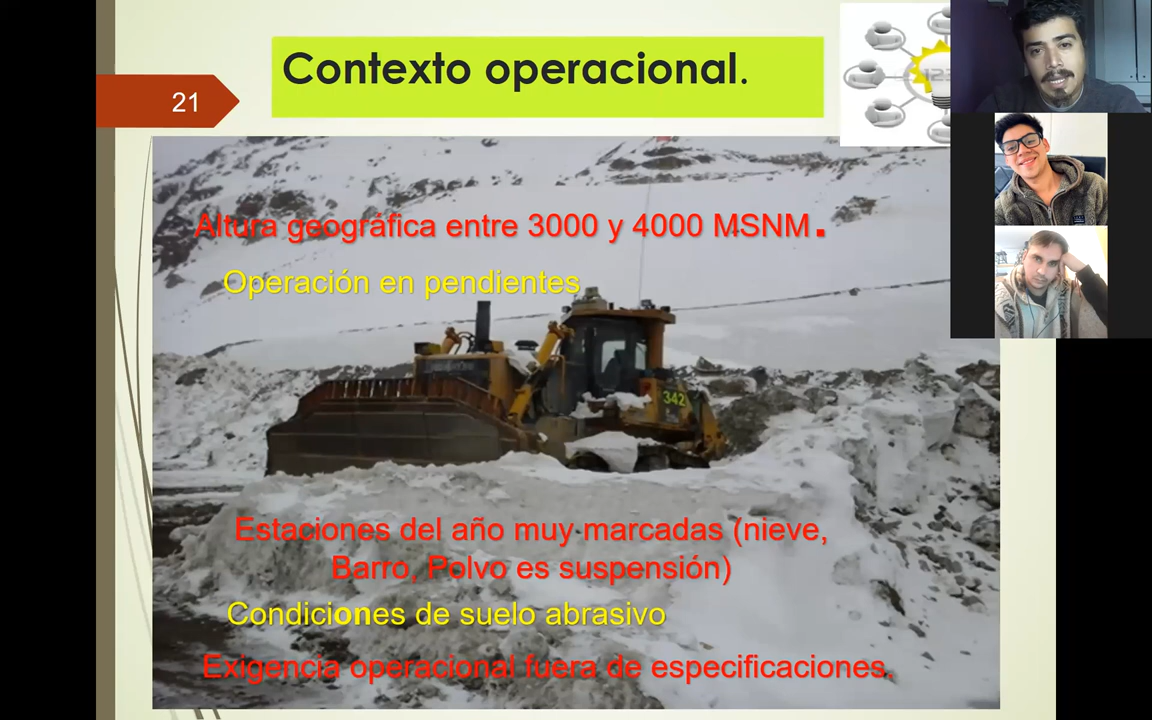 Contexto operacional.
21
Altura geográfica entre 3000 y 4000 MSNM.
Operación en pendientes
342
Estaciones del año muy marcadas (nieve,
Barro, Polvo es suspensión)
Condiciones de suelo abrasivo
Exigencia operacional fuera de especificaciones.